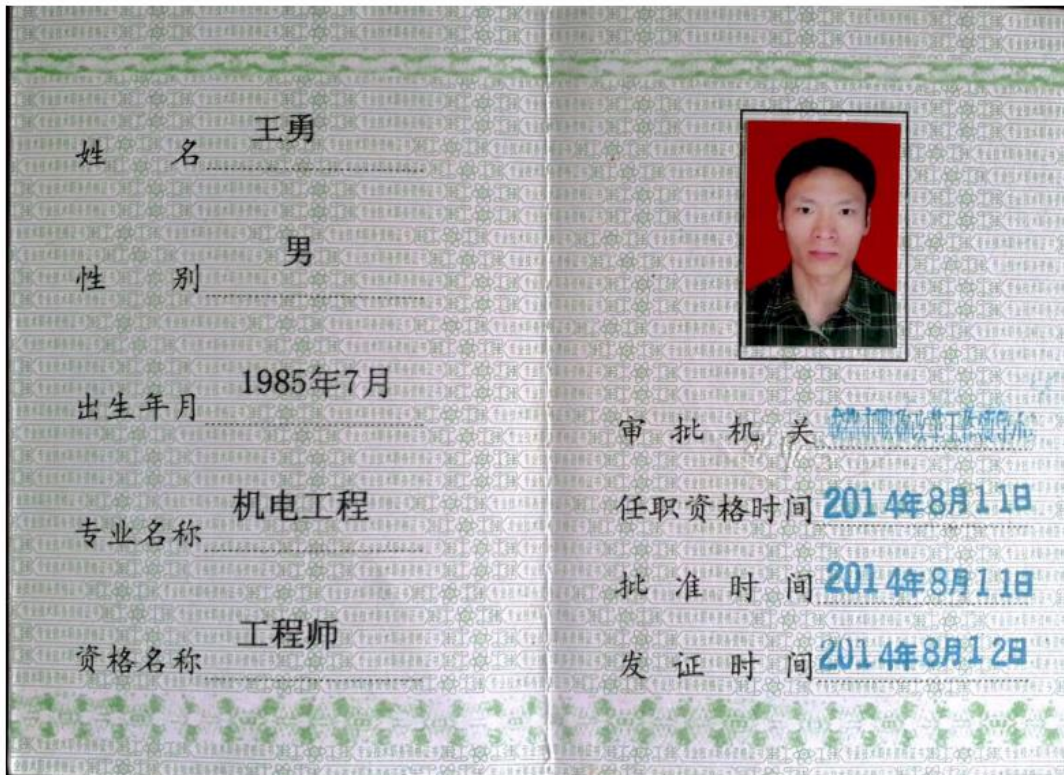 姓名 王勇
性别 男
出生年月 1985年7月
专业名称 机电工程
资格名称 工程师
审批机关
任职资格时间 2014年8月11日
批准时间 2014年8月11日
发证时间 2014年8月12日